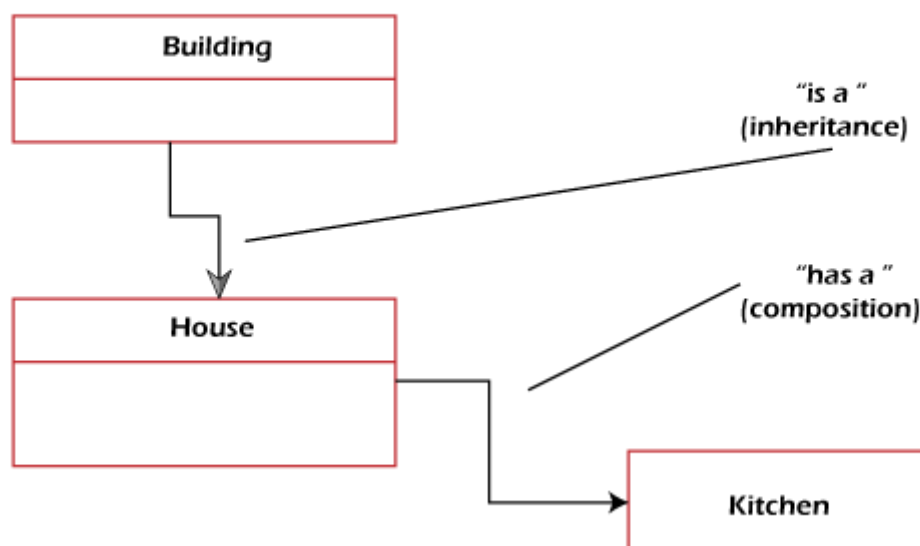 Building
“is a “
(inheritance)
“has a “
(composition)
House
Kitchen